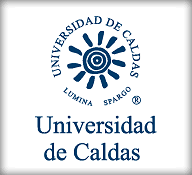 UNIVERSIDAD DE CALDAS
LUMINA SPARGO ®
Universidad
de Caldas